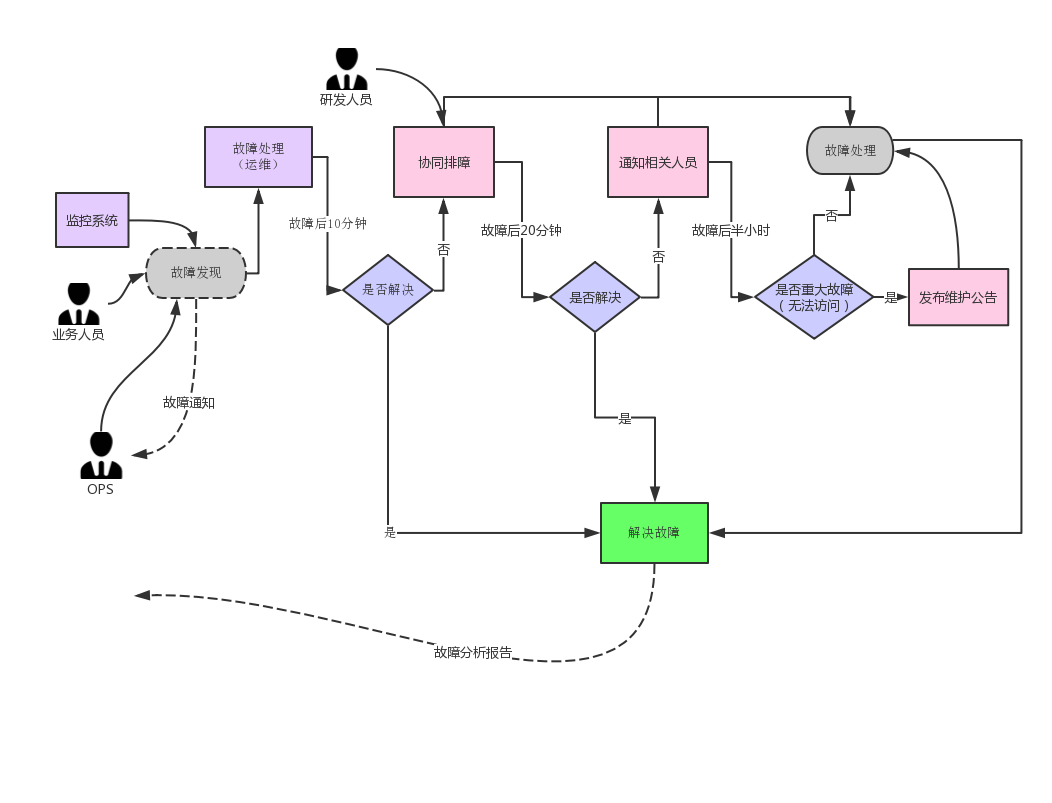 研发人员
故障处理
（运维）
协同排障
通知相关人员
故障处理
监控系统
故障后10分钟
故障后20分钟
故障后半小时
否
否
否
故障发现
是否解决
是否解决
是否重大故障
（无法访问）
是
发布维护公告
业务人员
故障通知
是
OPS
是
解决故障
故障分析报告